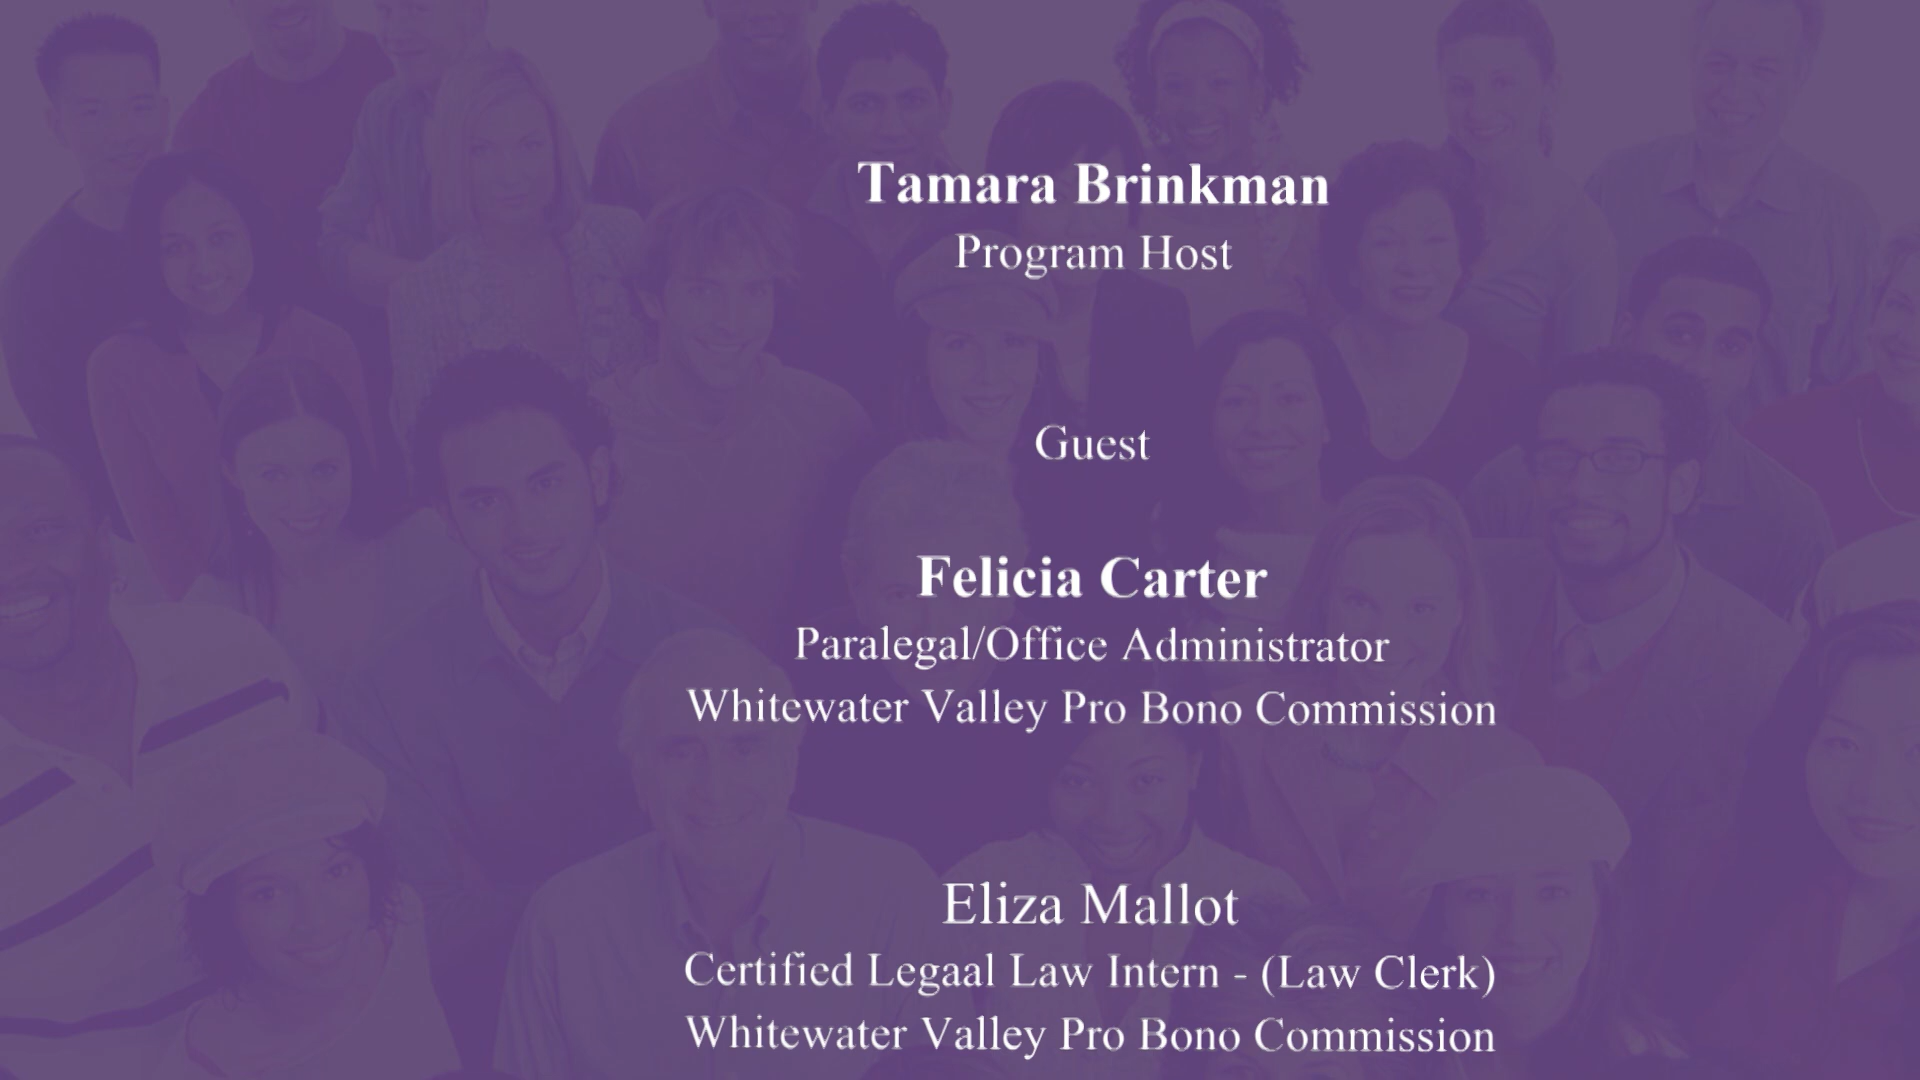 Tamara Brinkman
Program Host
Guest
Felicia Carter
Paralegal/Office Administrator
Whitewater Valley Pro Bono Commission
Eliza Mallot
Certified Legaal Law Intern - (Law Clerk)
Whitewater Valley Pro Bono Commission